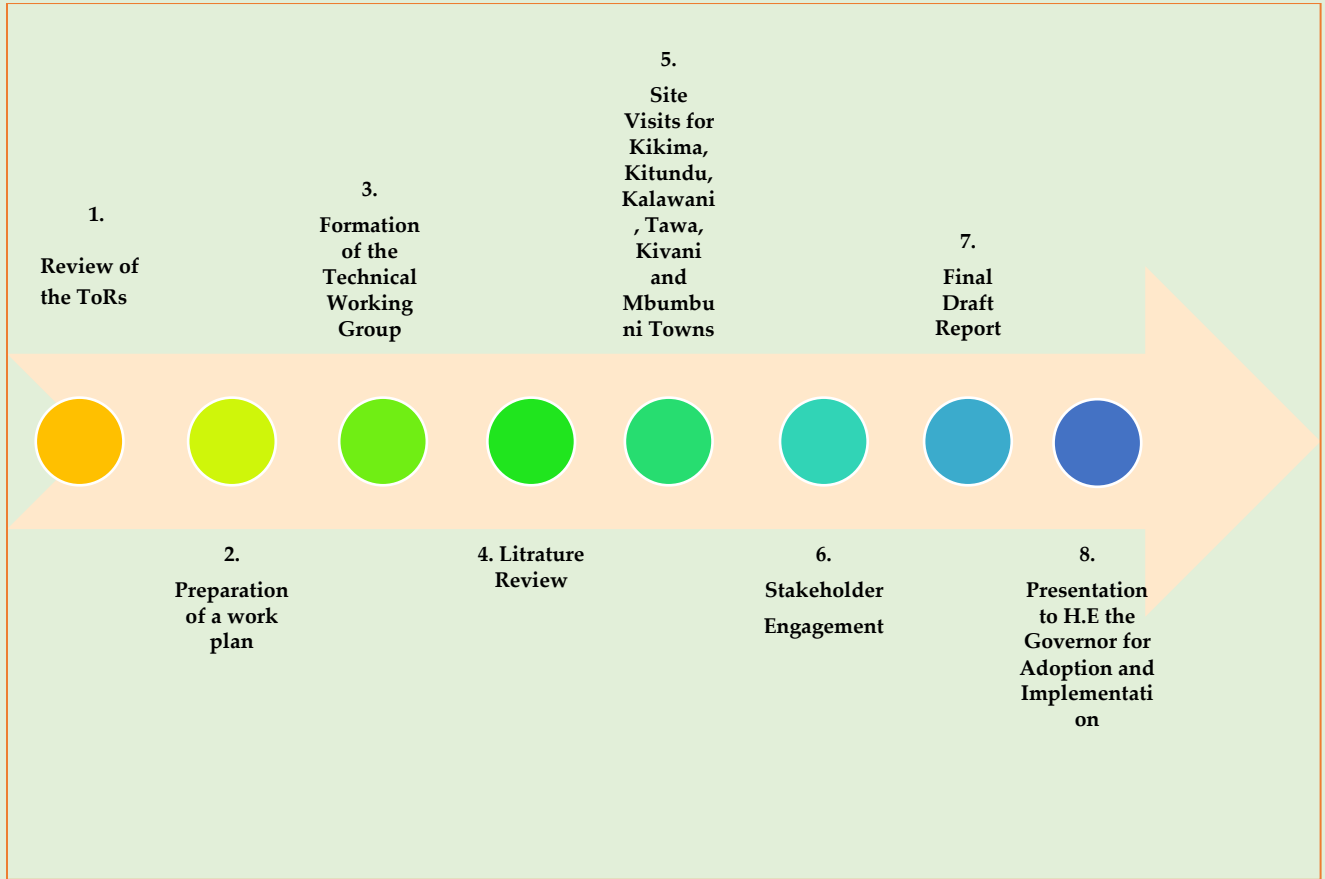 1.
Review of
the ToRs
2.
Preparation
of a work
plan
3.
Formation
of the
Technical
Working
Group
4. Litrature
Review
5.
Site
Visits for
Kikima,
Kitundu,
Kalawani
, Tawa,
Kivani
and
Mbumbu
ni Towns
6.
Stakeholder
Engagement
7.
Final
Draft
Report
8.
Presentation
to H.E the
Governor for
Adoption and
Implementati
on